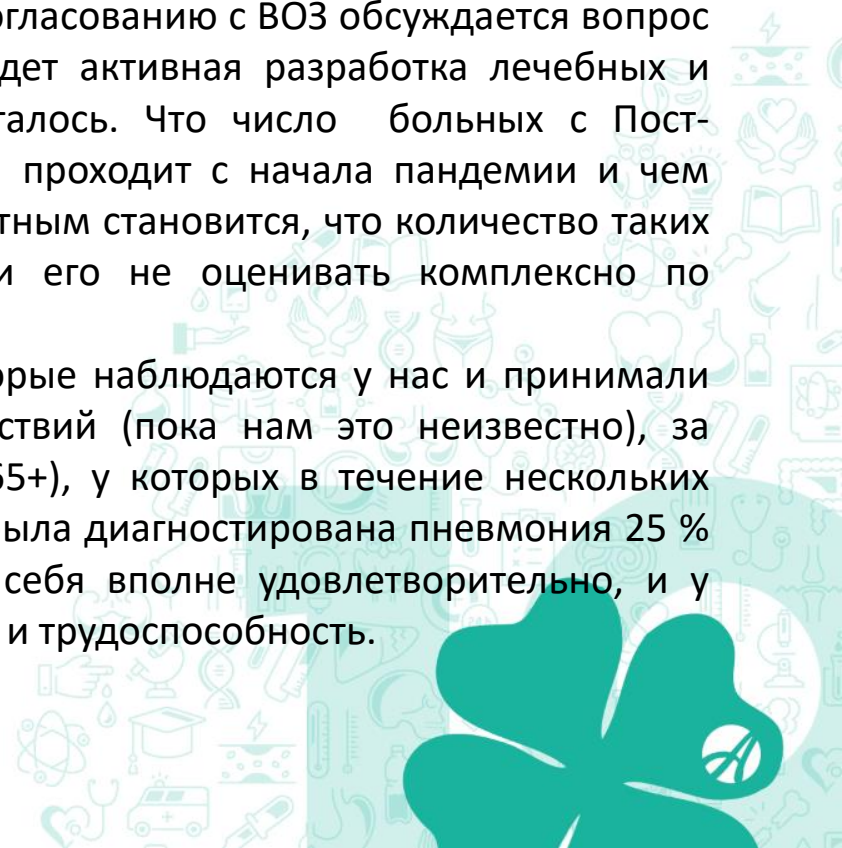 огласованию с ВОЗ обсуждается вопрос
дет активная разработка лечебных и
талось. Что число больных с Пост-
проходит с начала пандемии и чем
тным становится, что количество таких
и его не оценивать комплексно по
орые наблюдаются у нас и принимали
ствий (пока нам это неизвестно), за
65+), у которых в течение нескольких
ыла диагностирована пневмония 25 %
себя вполне удовлетворительно, и у
и трудоспособность.